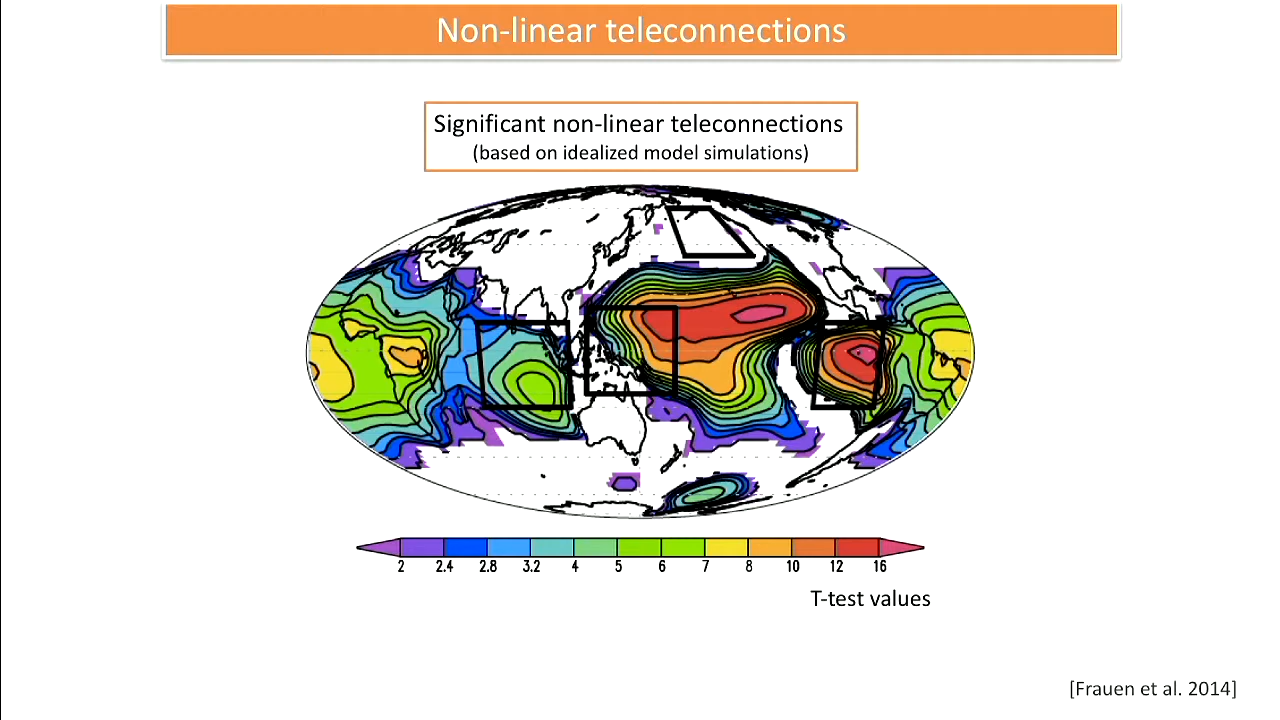 Non-linear teleconnections
Significant non-linear teleconnections
(based on idealized model simulations)
2 2.4 2.8 3.2 4 5 6 7 8 10 12 16
T-test values
[Frauen et al. 2014]